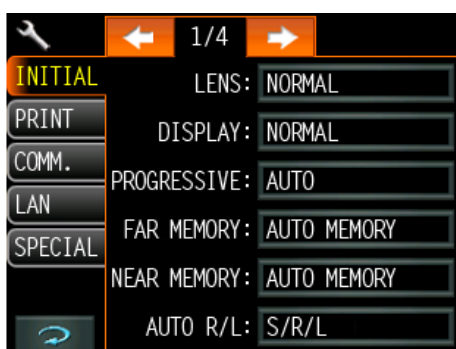 1/4
INITIAL
PRINT
COMM.
LAN
SPECIAL
LENS: NORMAL
DISPLAY: NORMAL
PROGRESSIVE: AUTO
FAR MEMORY: AUTO MEMORY
NEAR MEMORY: AUTO MEMORY
AUTO R/L: S/R/L